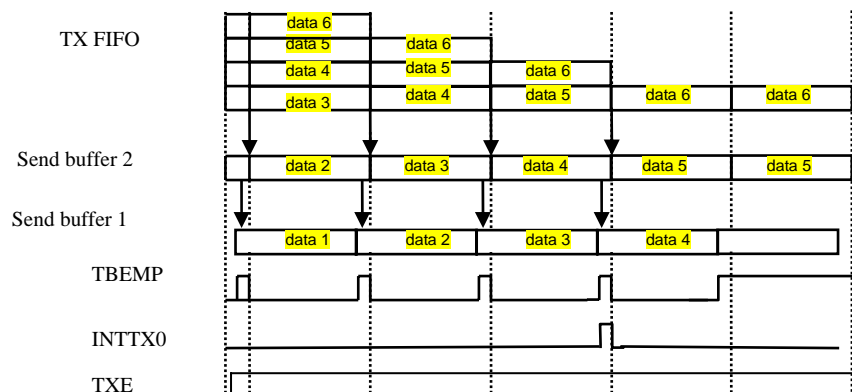 data 6
TX FIFO
data 5 data 6
data 4 data 5 data 6
data 3 data 4 data 5 data 6 data 6
Send buffer 2
data 2 data 3 data 4 data 5 data 5
Send buffer 1
data 1 data 2 data 3 data 4
TBEMP
INTTX0
TXE